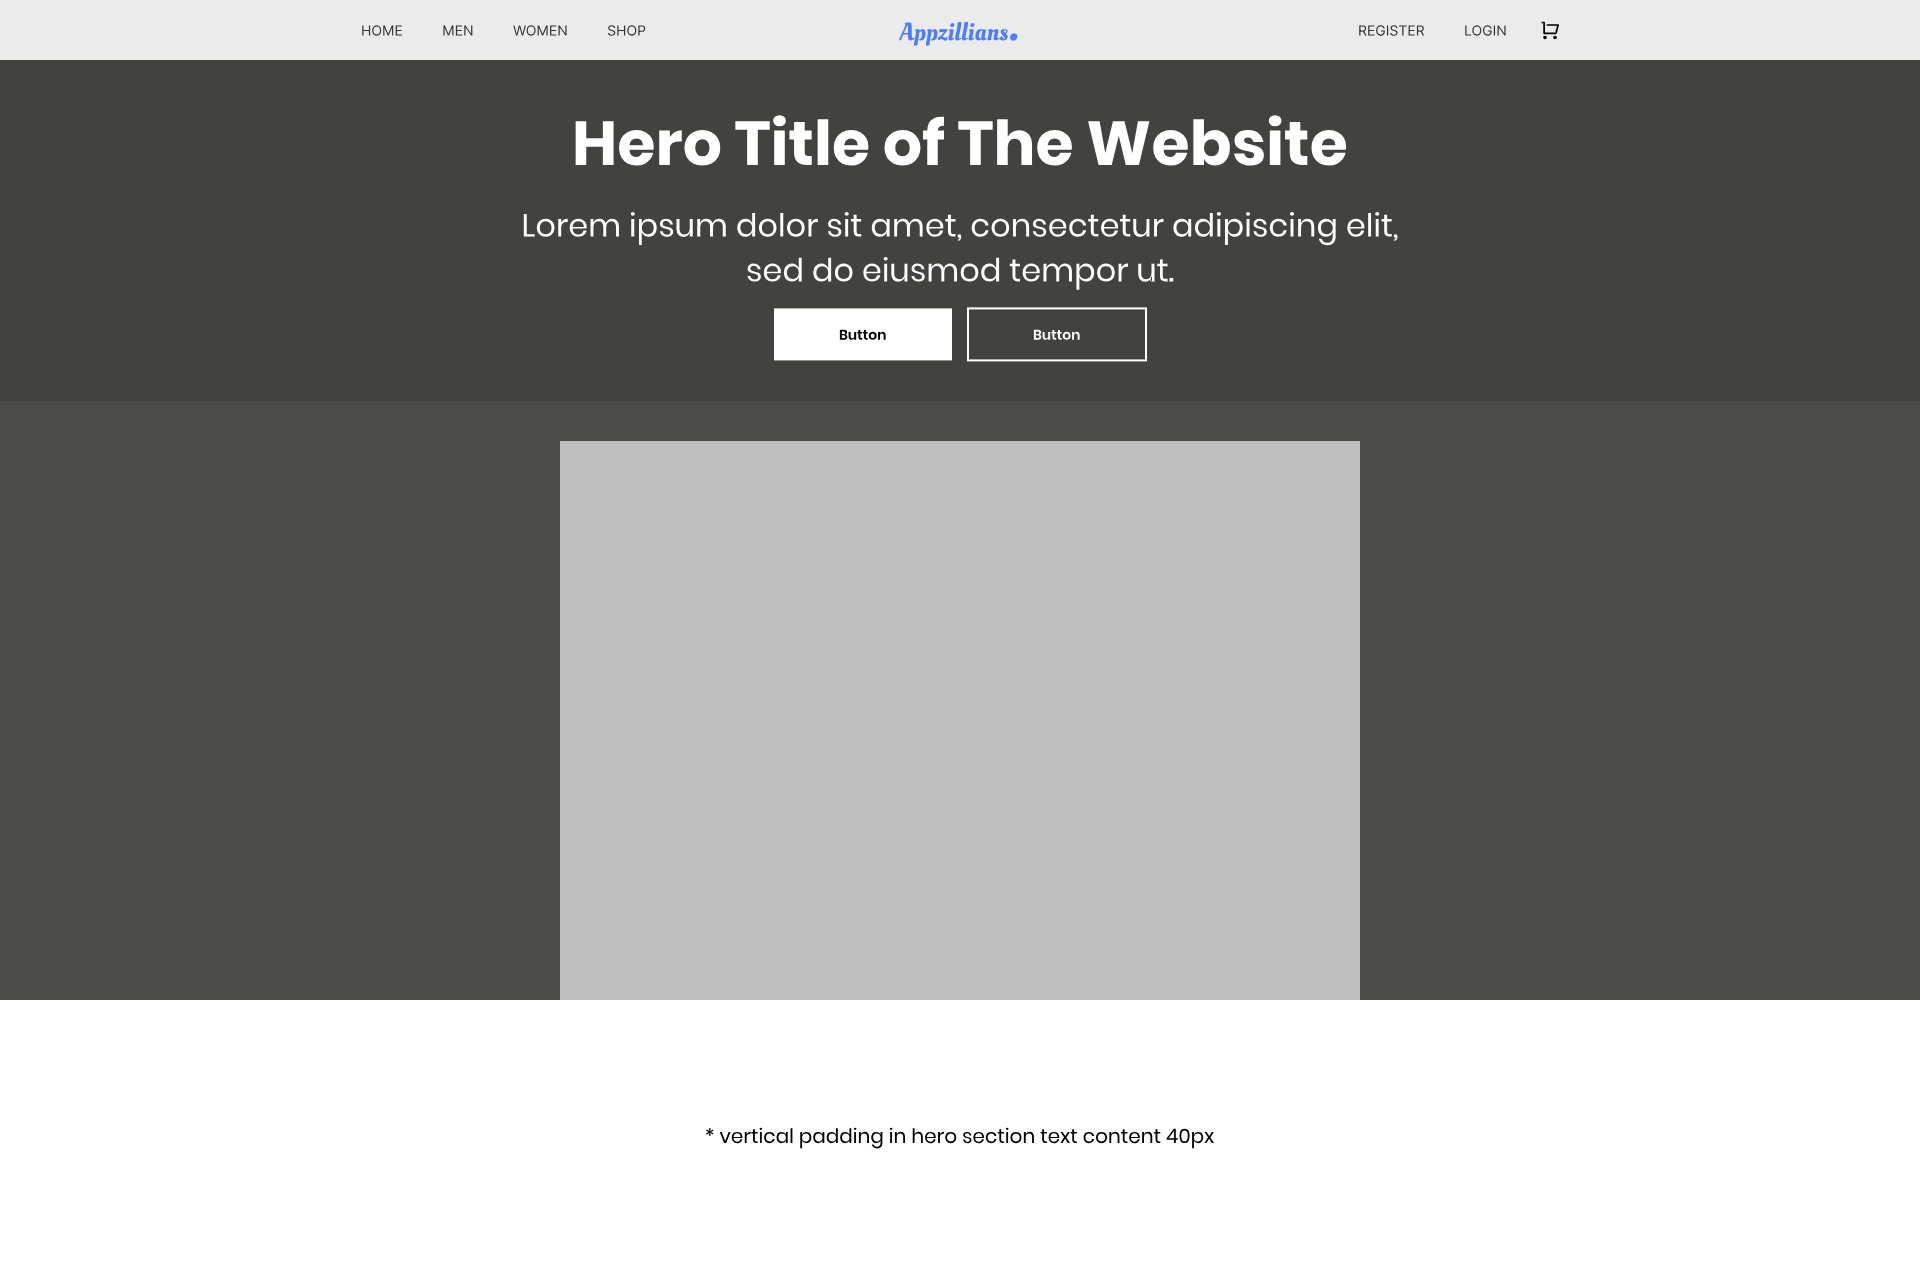 HOME MEN WOMEN SHOP Appzillians. REGISTER LOGIN
Hero Title of The Website
Lorem ipsum dolor sit amet, consectetur adipiscing elit,
sed do eiusmod tempor ut.
Button Button
* vertical padding in hero section text content 40px